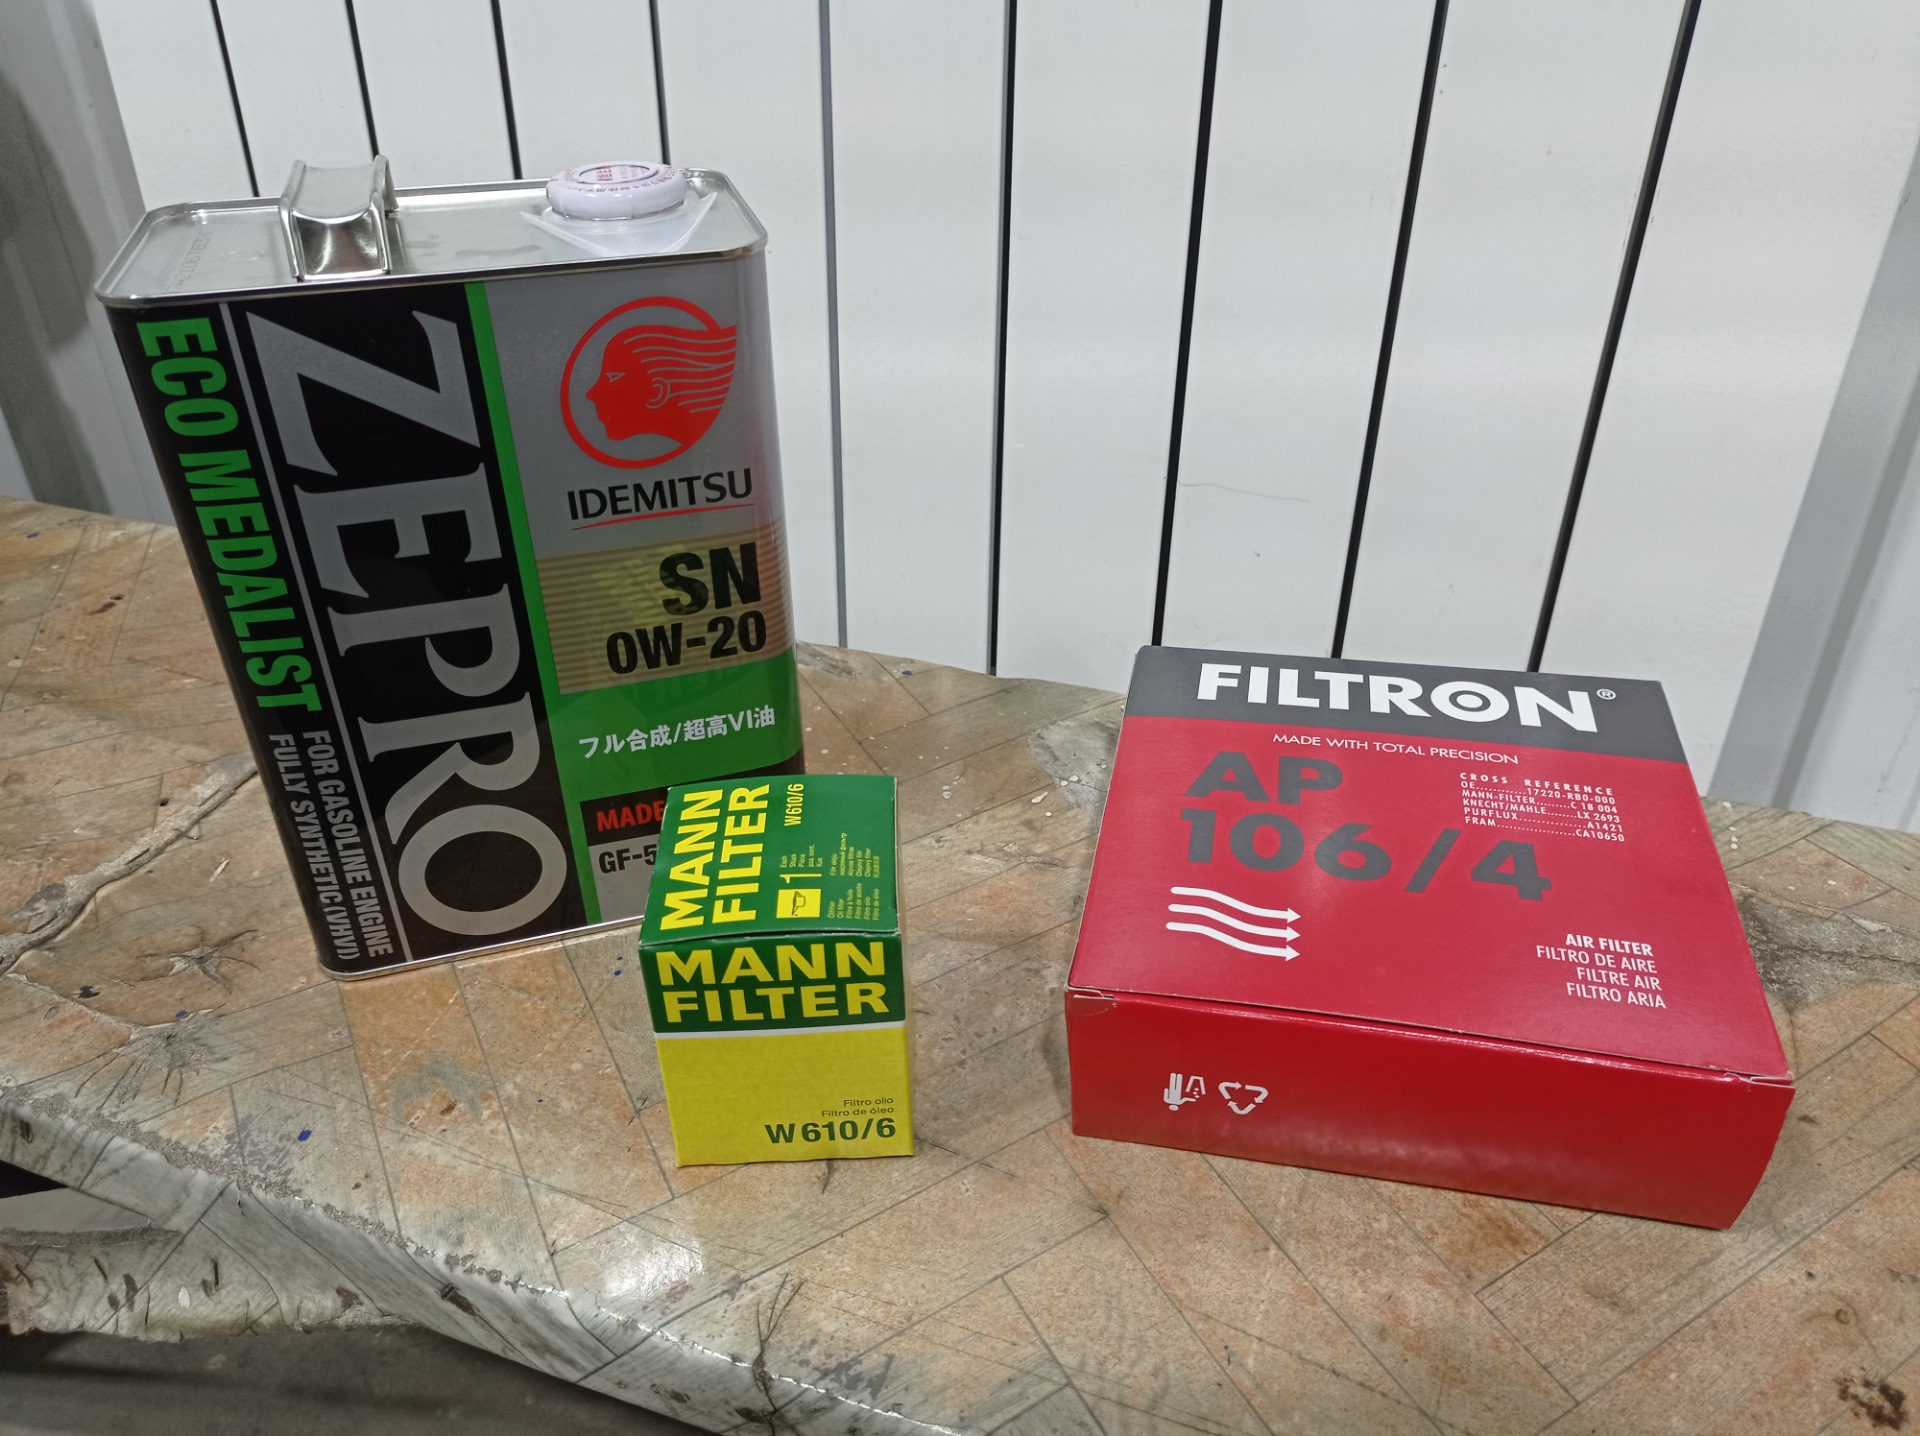 ZEPRO
ECO MEDALIST
FOR GASOLINE ENGINE
FULLY SYNTHETIC (VHVI)
IDEMITSU
SN
0W-20
フル合成/超高VI油
MADE
GF-5
MANN
FILTER
W 610/6
1
MANN
FILTER
Filtro olio
Filtro de óleo
W 610/6
FILTRON®
MADE WITH TOTAL PRECISION
AP
106/4
CROSS REFERENCE
OE............17220-RB0-000
MANN-FILTER........C 18 004
KNECHT/MAHLE.......LX 2693
PURFLUX..............A1421
FRAM................CA10650
AIR FILTER
FILTRO DE AIRE
FILTRE AIR
FILTRO ARIA